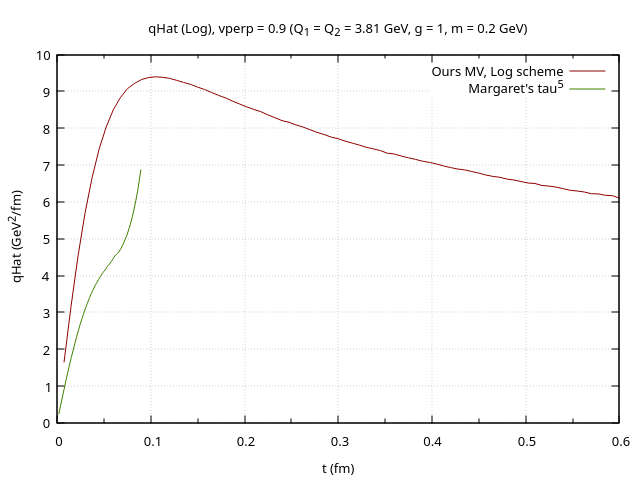 qHat (Log), vperp = 0.9 (Q₁ = Q₂ = 3.81 GeV, g = 1, m = 0.2 GeV)
Ours MV, Log scheme
Margaret's tau⁵
qHat (GeV²/fm)
10
9
8
7
6
5
4
3
2
1
0
0 0.1 0.2 0.3 0.4 0.5 0.6
t (fm)